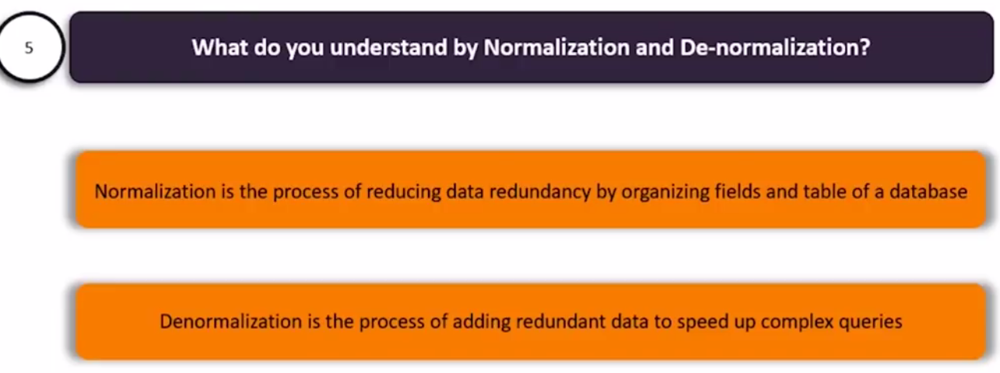 5
What do you understand by Normalization and De-normalization?
Normalization is the process of reducing data redundancy by organizing fields and table of a database
Denormalization is the process of adding redundant data to speed up complex queries